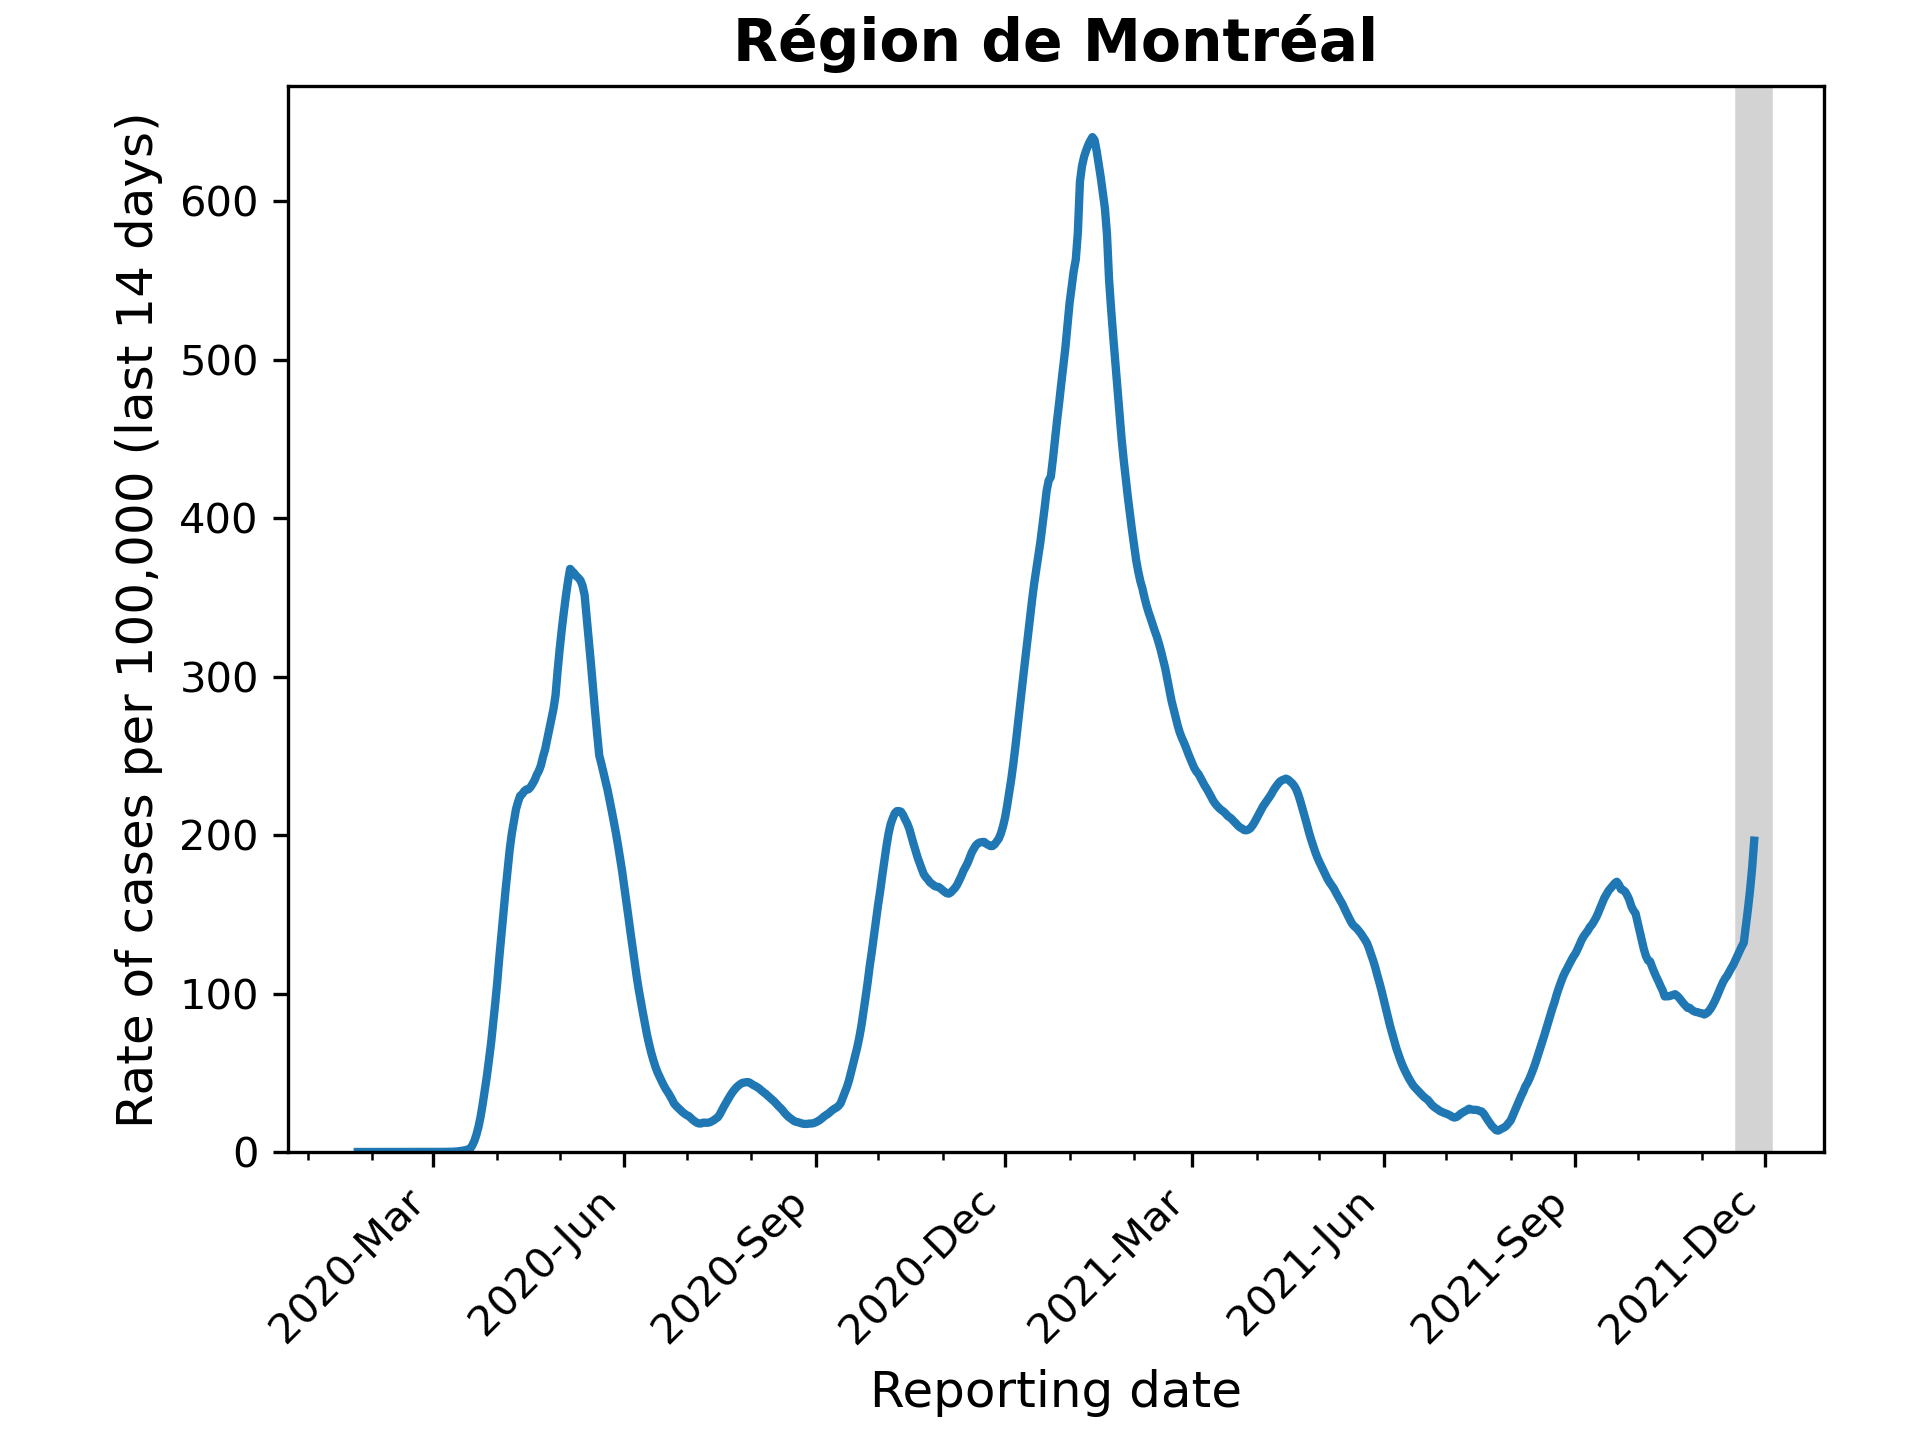 Région de Montréal
Rate of cases per 100,000 (last 14 days)
600
500
400
300
200
100
0
2020-Mar
2020-Jun
2020-Sep
2020-Dec
2021-Mar
2021-Jun
2021-Sep
2021-Dec
Reporting date